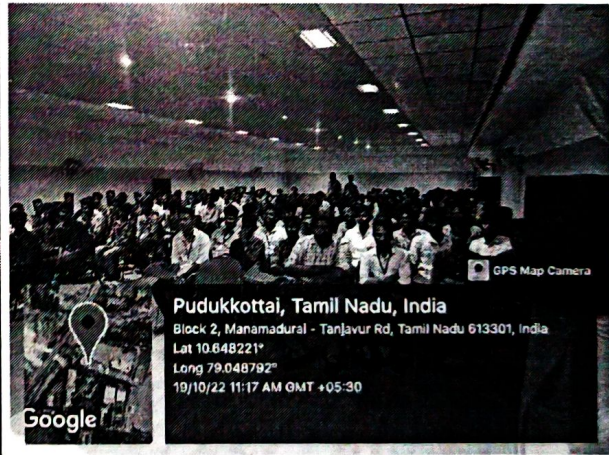 GPS Map Camera
Pudukkottai, Tamil Nadu, India
Block 2, Manamadurai - Tanjavur Rd, Tamil Nadu 613301, India
Lat 10.648221°
Long 79.048792°
19/10/22 11:17 AM GMT +05:30
Google